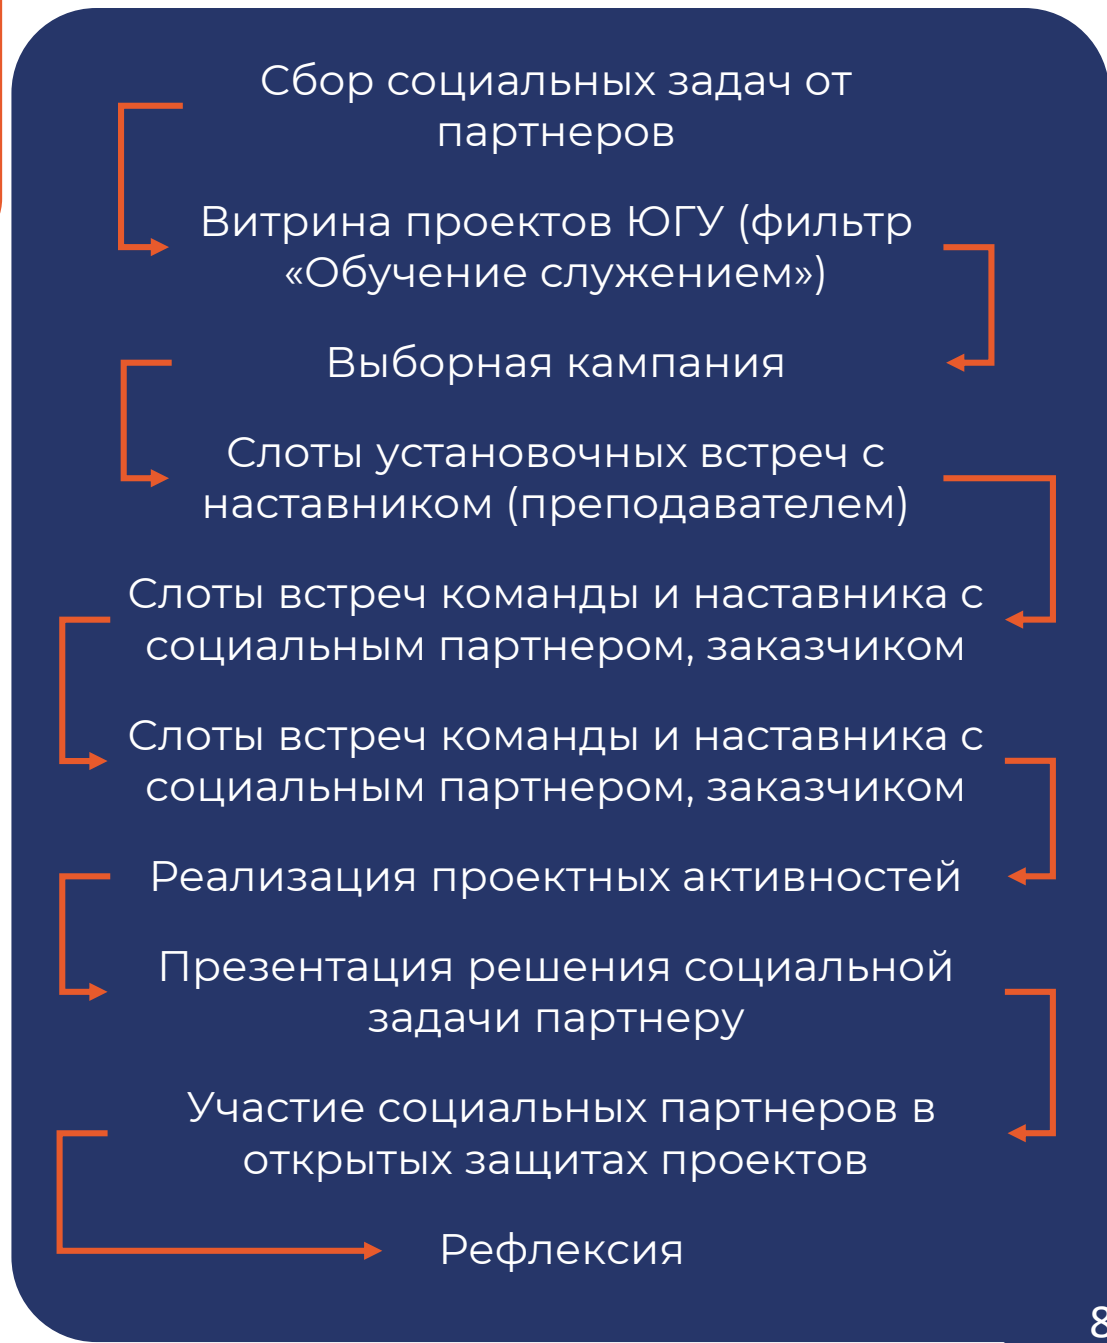 Сбор социальных задач от
партнеров
Витрина проектов ЮГУ (фильтр
«Обучение служением»)
Выборная кампания
Слоты установочных встреч с
наставником (преподавателем)
Слоты встреч команды и наставника с
социальным партнером, заказчиком
Слоты встреч команды и наставника с
социальным партнером, заказчиком
Реализация проектных активностей
Презентация решения социальной
задачи партнеру
Участие социальных партнеров в
открытых защитах проектов
Рефлексия
8